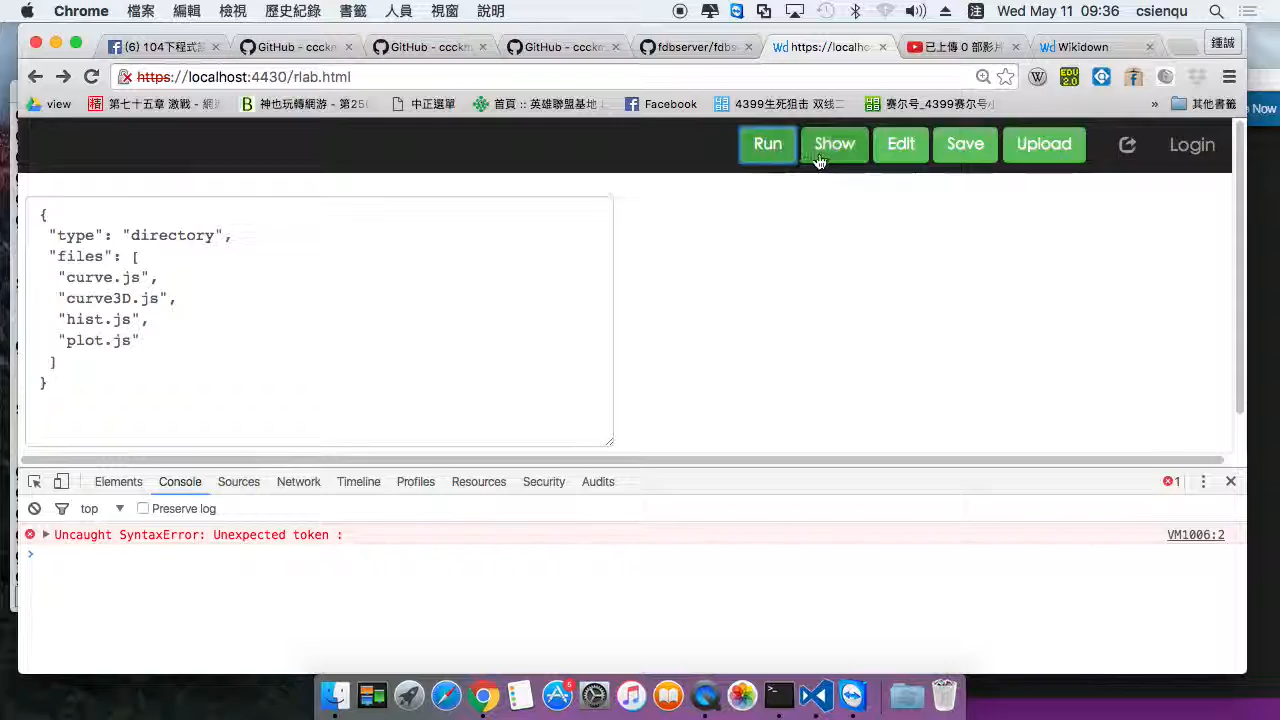 Chrome 檔案 編輯 檢視 歷史紀錄 書籤 人員 視窗 說明 Wed May 11 09:36 csienqu
(6) 104下程式 GitHub - ccckm GitHub - ccckm GitHub - ccckm fdbserver/fdb https://localhos 已上傳 0 部影片 Wikidown 鍾誠
https://localhost:4430/rlab.html
view 第七十五章 激戰 - 網 神也玩轉網游 - 第25 中正選單 首頁 :: 英雄聯盟基地 Facebook 4399生死狙击 双线二 赛尔号_4399赛尔号 » 其他書籤
Now
Run Show Edit Save Upload Login
{
"type": "directory",
"files": [
"curve.js",
"curve3D.js",
"hist.js",
"plot.js"
]
}
Elements Console Sources Network Timeline Profiles Resources Security Audits 1
top Preserve log
Uncaught SyntaxError: Unexpected token : VM1006:2